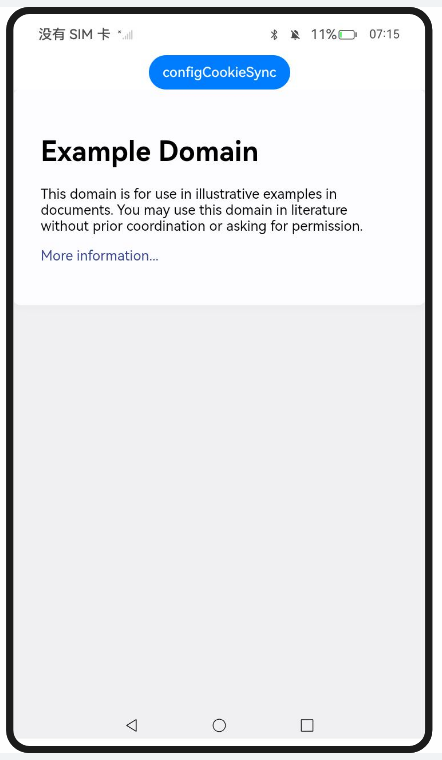 没有 SIM 卡 11% 07:15
configCookieSync
Example Domain
This domain is for use in illustrative examples in
documents. You may use this domain in literature
without prior coordination or asking for permission.
More information...